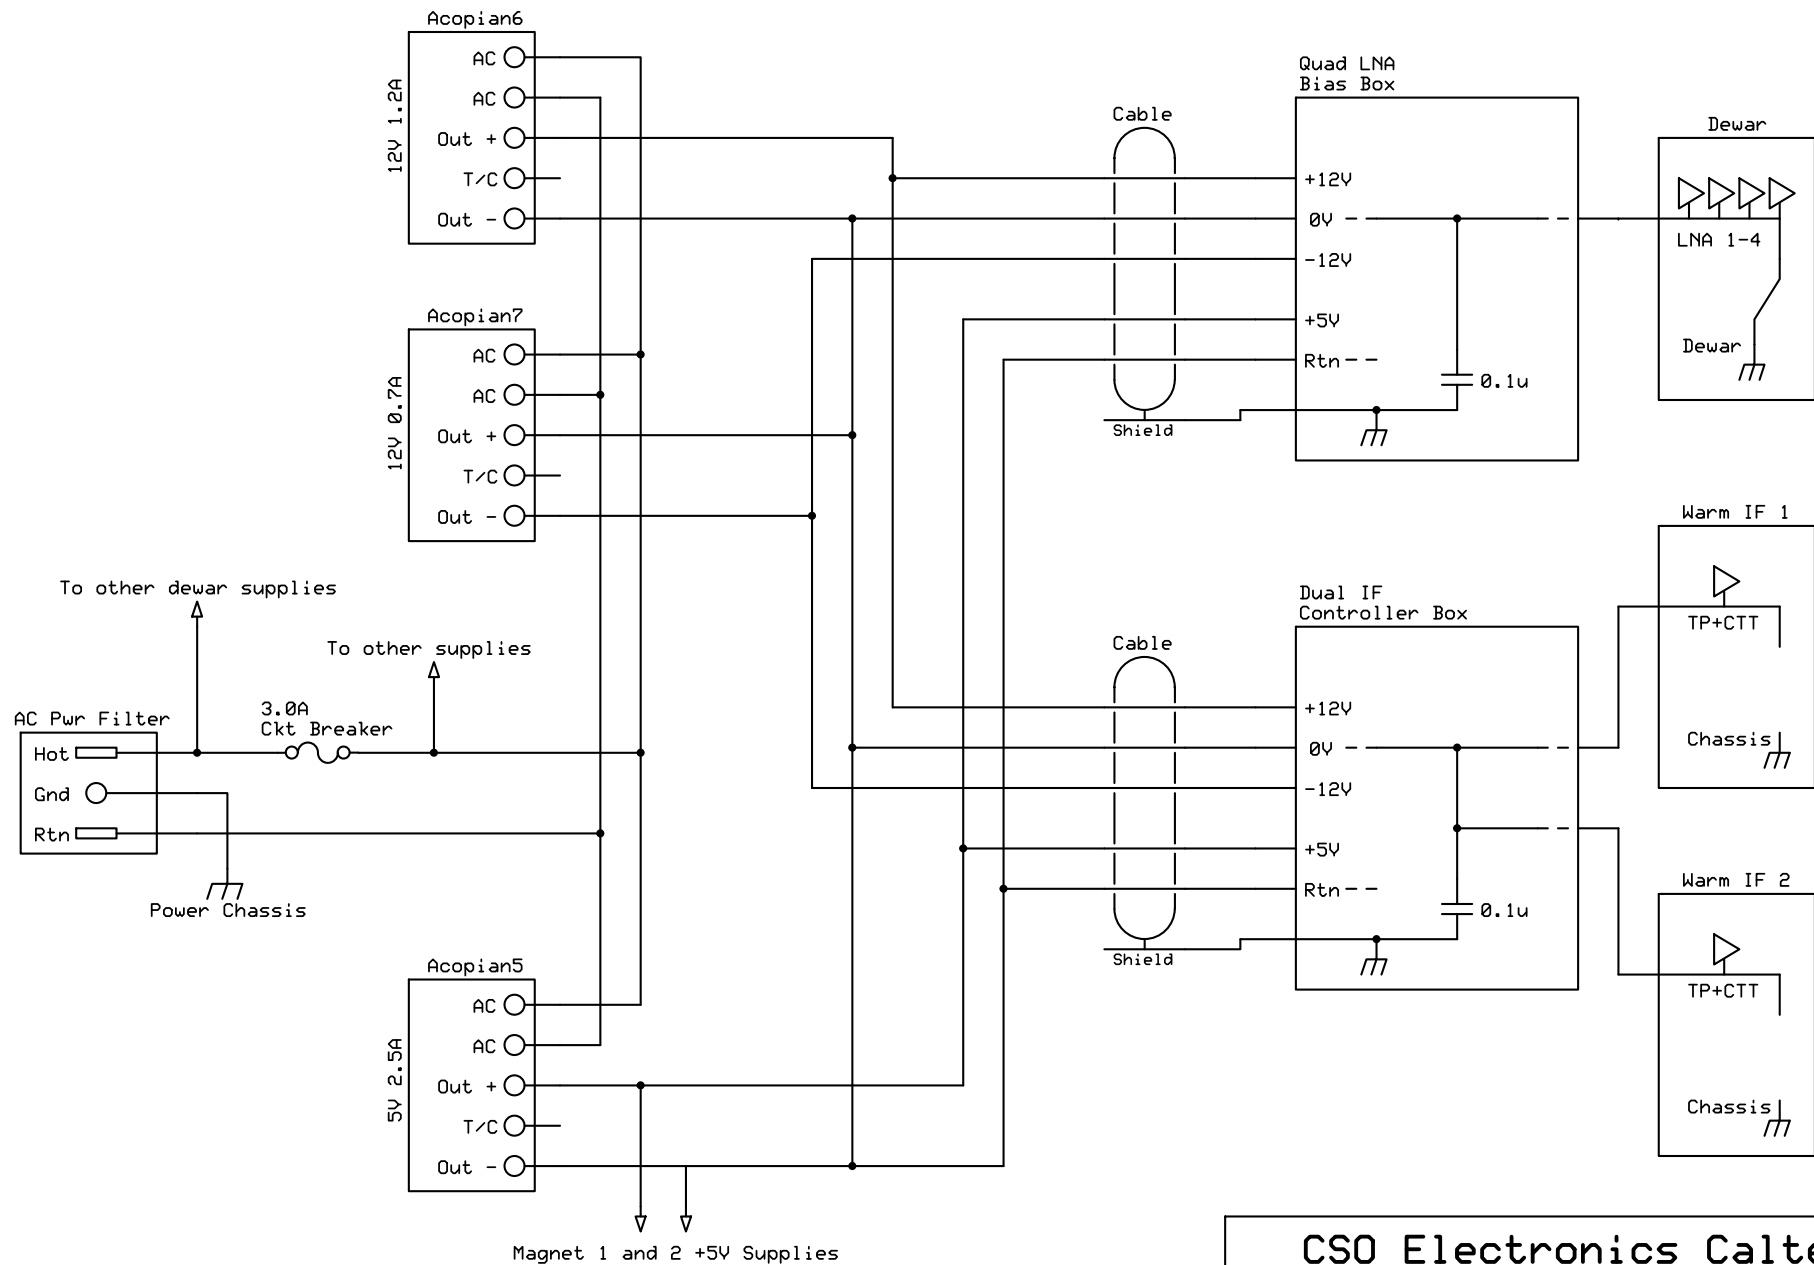 Acopian6
12V 1.2A
AC
AC
Out +
T/C
Out -
Acopian7
12V 0.7A
AC
AC
Out +
T/C
Out -
To other dewar supplies
To other supplies
AC Pwr Filter
Hot
Gnd
Rtn
3.0A
Ckt Breaker
Power Chassis
Acopian5
5V 2.5A
AC
AC
Out +
T/C
Out -
Magnet 1 and 2 +5V Supplies
Cable
Shield
Quad LNA
Bias Box
+12V
0V
-12V
+5V
Rtn
0.1u
Dewar
LNA 1-4
Dewar
Cable
Shield
Dual IF
Controller Box
+12V
0V
-12V
+5V
Rtn
0.1u
Warm IF 1
TP+CTT
Chassis
Warm IF 2
TP+CTT
Chassis
CSO Electronics